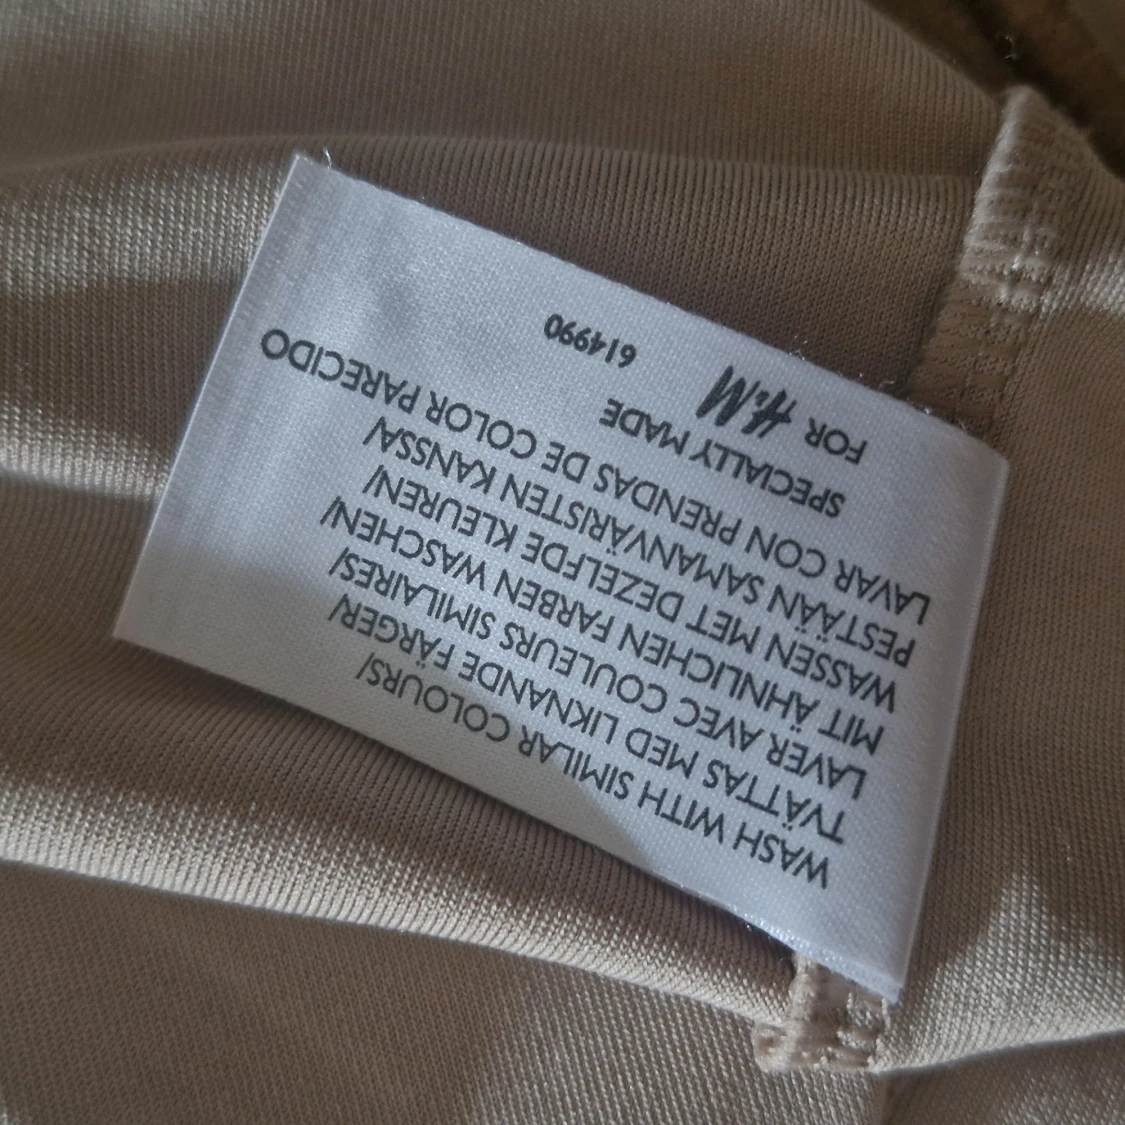 WASH WITH SIMILAR COLOURS/
TVÄTTAS MED LIKNANDE FÄRGER/
LAVER AVEC COULEURS SIMILAIRES/
MIT ÄHNLICHEN FARBEN WASCHEN/
WASSEN MET DEZELFDE KLEUREN/
PESTÄÄN SAMANVÄRISTEN KANSSA/
LAVAR CON PRENDAS DE COLOR PARECIDO
SPECIALLY MADE
FOR H&M
614990